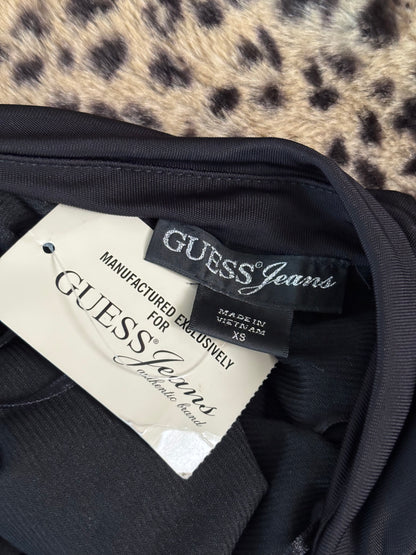 GUESS® Jeans
MADE IN
VIETNAM
XS
MANUFACTURED EXCLUSIVELY
FOR
GUESS® Jeans
authentic brand